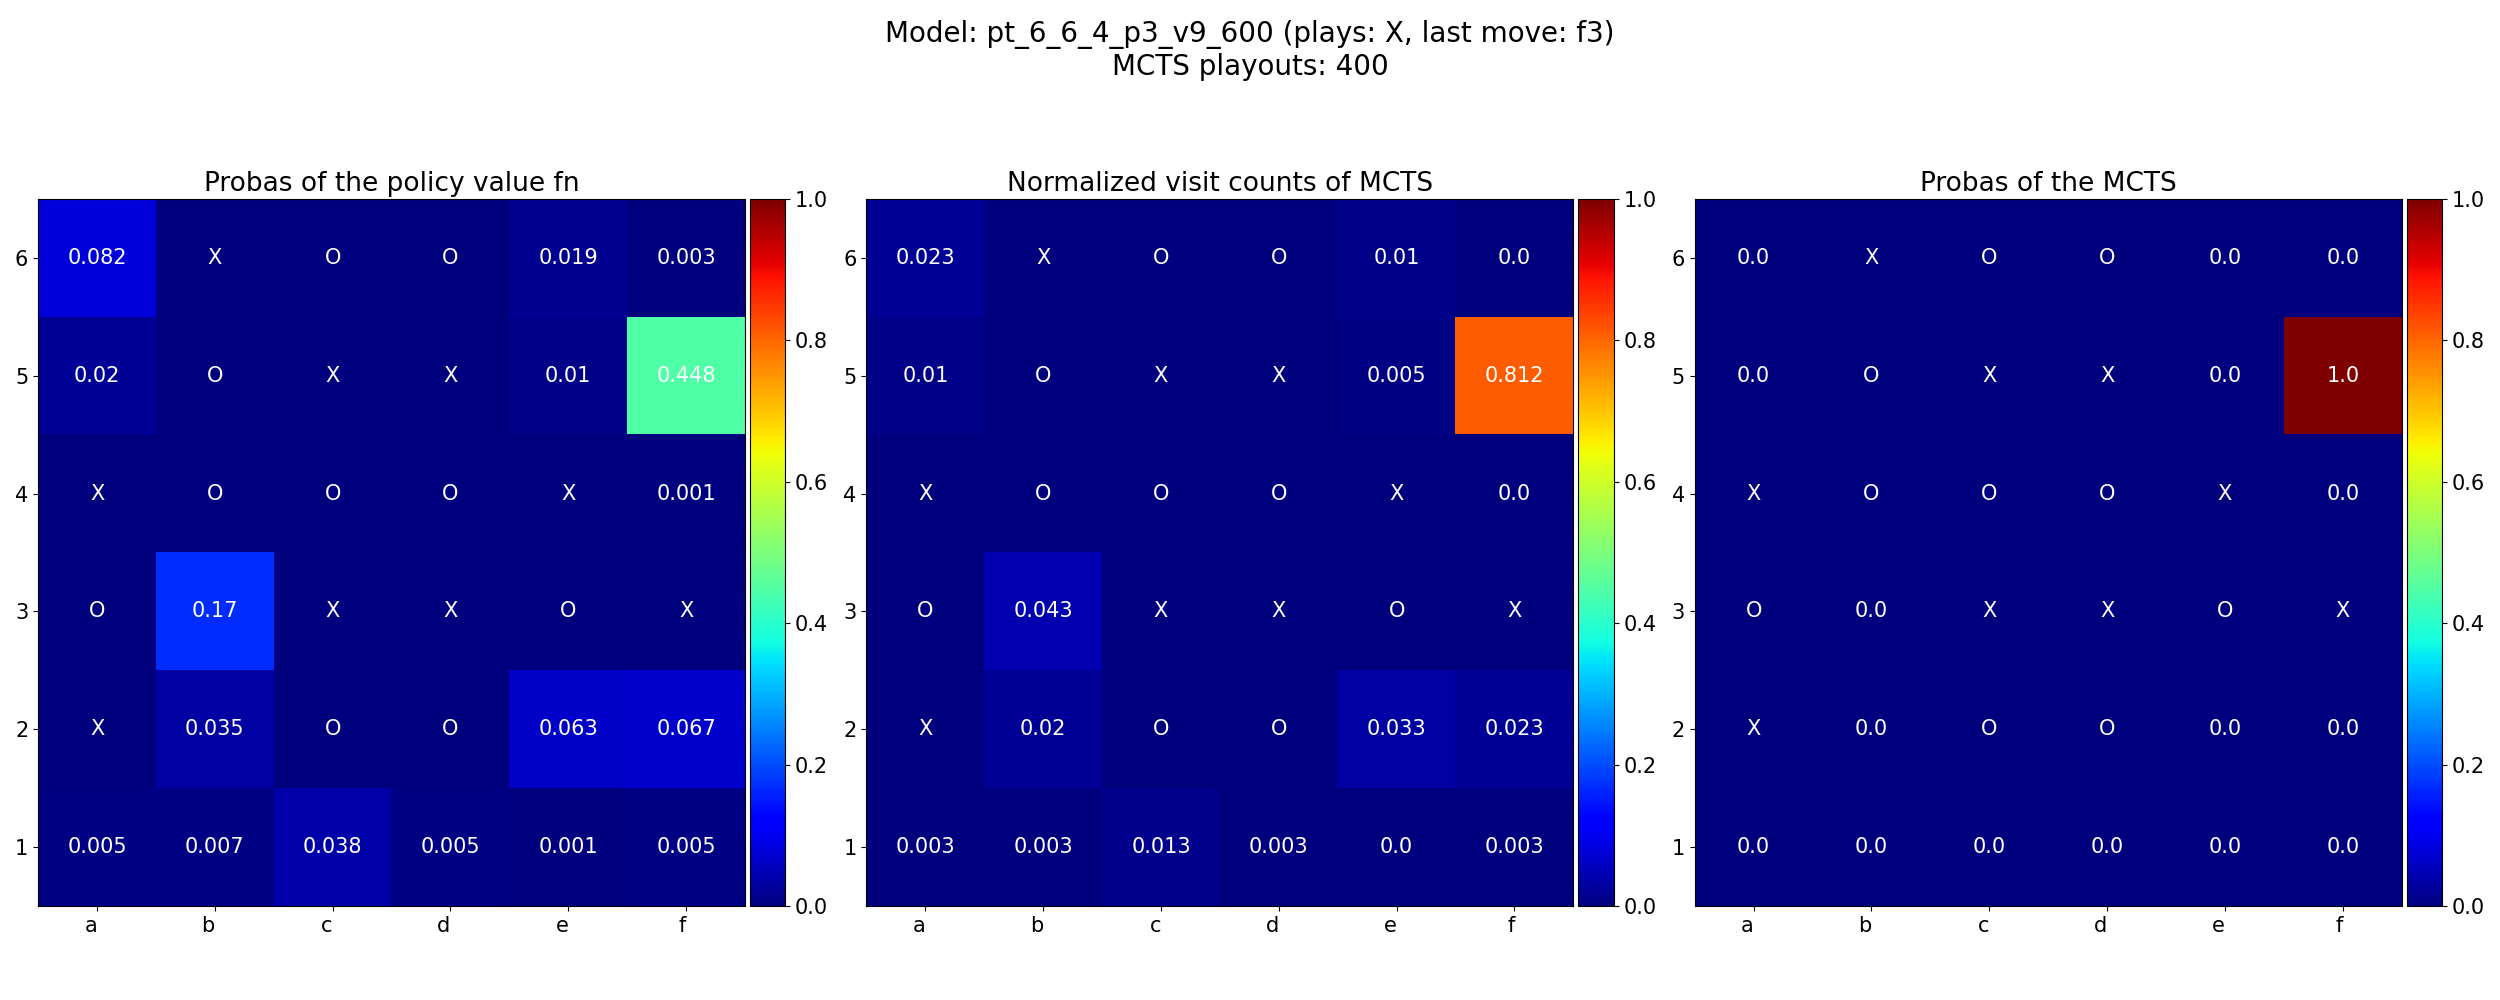 Model: pt_6_6_4_p3_v9_600 (plays: X, last move: f3)
MCTS playouts: 400
Probas of the policy value fn
6 0.082 X O O 0.019 0.003
5 0.02 O X X 0.01 0.448
4 X O O O X 0.001
3 O 0.17 X X O X
2 X 0.035 O O 0.063 0.067
1 0.005 0.007 0.038 0.005 0.001 0.005
a b c d e f
1.0
0.8
0.6
0.4
0.2
0.0
Normalized visit counts of MCTS
6 0.023 X O O 0.01 0.0
5 0.01 O X X 0.005 0.812
4 X O O O X 0.0
3 O 0.043 X X O X
2 X 0.02 O O 0.033 0.023
1 0.003 0.003 0.013 0.003 0.0 0.003
a b c d e f
1.0
0.8
0.6
0.4
0.2
0.0
Probas of the MCTS
6 0.0 X O O 0.0 0.0
5 0.0 O X X 0.0 1.0
4 X O O O X 0.0
3 O 0.0 X X O X
2 X 0.0 O O 0.0 0.0
1 0.0 0.0 0.0 0.0 0.0 0.0
a b c d e f
1.0
0.8
0.6
0.4
0.2
0.0